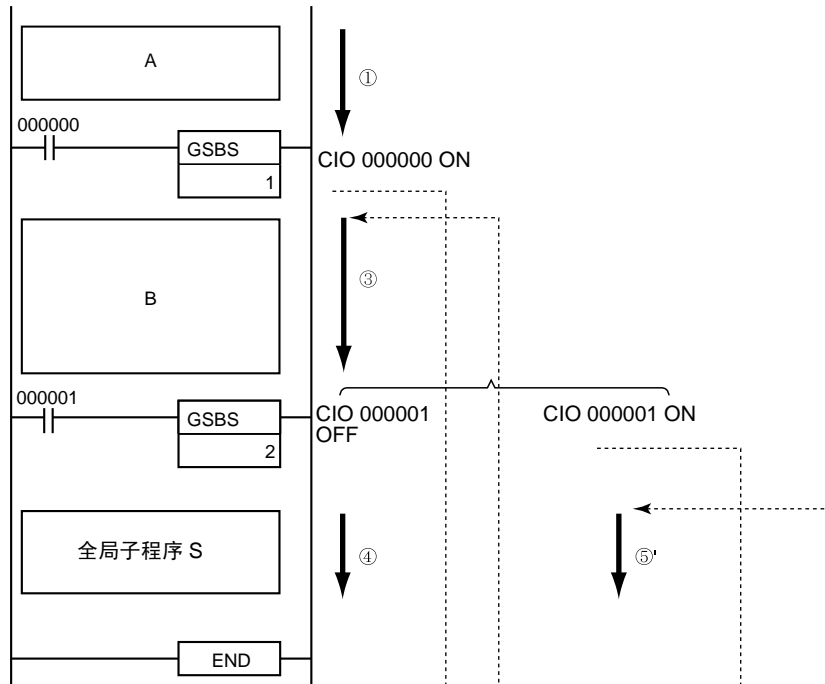 A
①
000000
GSBS
CIO 000000 ON
1
③
B
000001
GSBS
CIO 000001
OFF
CIO 000001 ON
2
全局子程序 S
④
⑤'
END